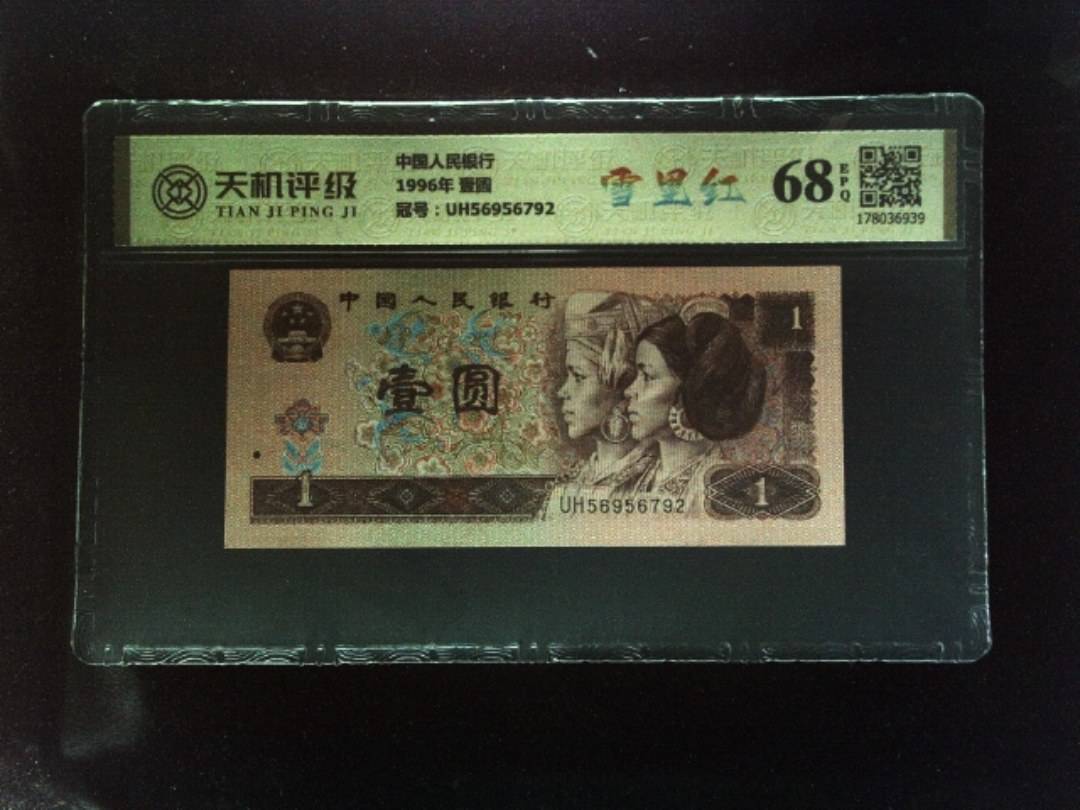 天机评级
TIAN JI PING JI
中国人民银行
1996年 壹圆
冠号：UH56956792
雪里红
68
EPQ
178036939
中国人民银行
1
壹圆
1
UH56956792
1